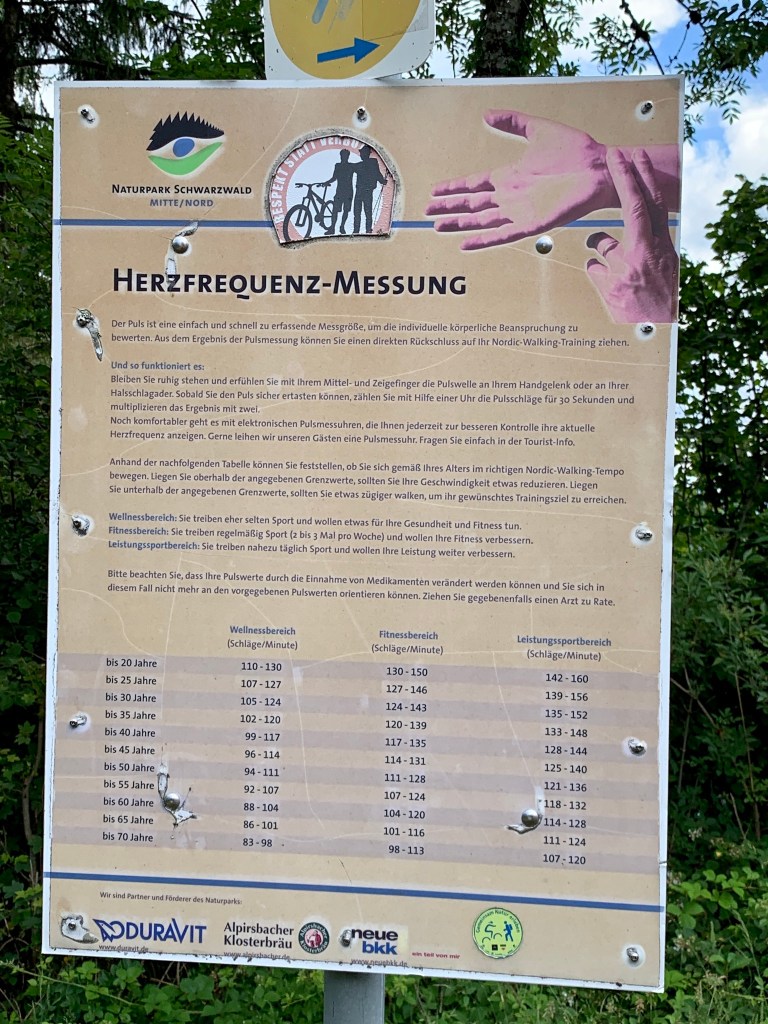 NATURPARK SCHWARZWALD
MITTE/NORD
RESPEKT STATT
HERZFREQUENZ-MESSUNG
Der Puls ist eine einfach und schnell zu erfassende Messgröße, um die individuelle körperliche Beanspruchung zu
bewerten. Aus dem Ergebnis der Pulsmessung können Sie einen direkten Rückschluss auf Ihr Nordic-Walking-Training ziehen.
Und so funktioniert es:
Bleiben Sie ruhig stehen und erfühlen Sie mit Ihrem Mittel- und Zeigefinger die Pulswelle an Ihrem Handgelenk oder an Ihrer
Halsschlagader. Sobald Sie den Puls sicher ertasten können, zählen Sie mit Hilfe einer Uhr die Pulsschläge für 30 Sekunden und
multiplizieren das Ergebnis mit zwei.
Noch komfortabler geht es mit elektronischen Pulsmessuhren, die Ihnen jederzeit zur besseren Kontrolle ihre aktuelle
Herzfrequenz anzeigen. Gerne leihen wir unseren Gästen eine Pulsmessuhr. Fragen Sie einfach in der Tourist-Info.
Anhand der nachfolgenden Tabelle können Sie feststellen, ob Sie sich gemäß Ihres Alters im richtigen Nordic-Walking-Tempo
bewegen. Liegen Sie oberhalb der angegebenen Grenzwerte, sollten Sie Ihre Geschwindigkeit etwas reduzieren. Liegen
Sie unterhalb der angegebenen Grenzwerte, sollten Sie etwas zügiger walken, um ihr gewünschtes Trainingsziel zu erreichen.
Wellnessbereich: Sie treiben eher selten Sport und wollen etwas für Ihre Gesundheit und Fitness tun.
Fitnessbereich: Sie treiben regelmäßig Sport (2 bis 3 Mal pro Woche) und wollen Ihre Fitness verbessern.
Leistungssportbereich: Sie treiben nahezu täglich Sport und wollen Ihre Leistung weiter verbessern.
Bitte beachten Sie, dass Ihre Pulswerte durch die Einnahme von Medikamenten verändert werden können und Sie sich in
diesem Fall nicht mehr an den vorgegebenen Pulswerten orientieren können. Ziehen Sie gegebenenfalls einen Arzt zu Rate.
Wellnessbereich Fitnessbereich Leistungssportbereich
(Schläge/Minute) (Schläge/Minute) (Schläge/Minute)
bis 20 Jahre 110 - 130 130 - 150 142 - 160
bis 25 Jahre 107 - 127 127 - 146 139 - 156
bis 30 Jahre 105 - 124 124 - 143 135 - 152
bis 35 Jahre 102 - 120 120 - 139 133 - 148
bis 40 Jahre 99 - 117 117 - 135 128 - 144
bis 45 Jahre 96 - 114 114 - 131 125 - 140
bis 50 Jahre 94 - 111 111 - 128 121 - 136
bis 55 Jahre 92 - 107 107 - 124 118 - 132
bis 60 Jahre 88 - 104 104 - 120 114 - 128
bis 65 Jahre 86 - 101 101 - 116 111 - 124
bis 70 Jahre 83 - 98 98 - 113 107 - 120
Wir sind Partner und Förderer des Naturparks:
DURAVIT
www.duravit.de
Alpirsbacher
Klosterbräu
www.alpirsbacher.de
neue
bkk
ein teil von mir
www.neuebkk.de